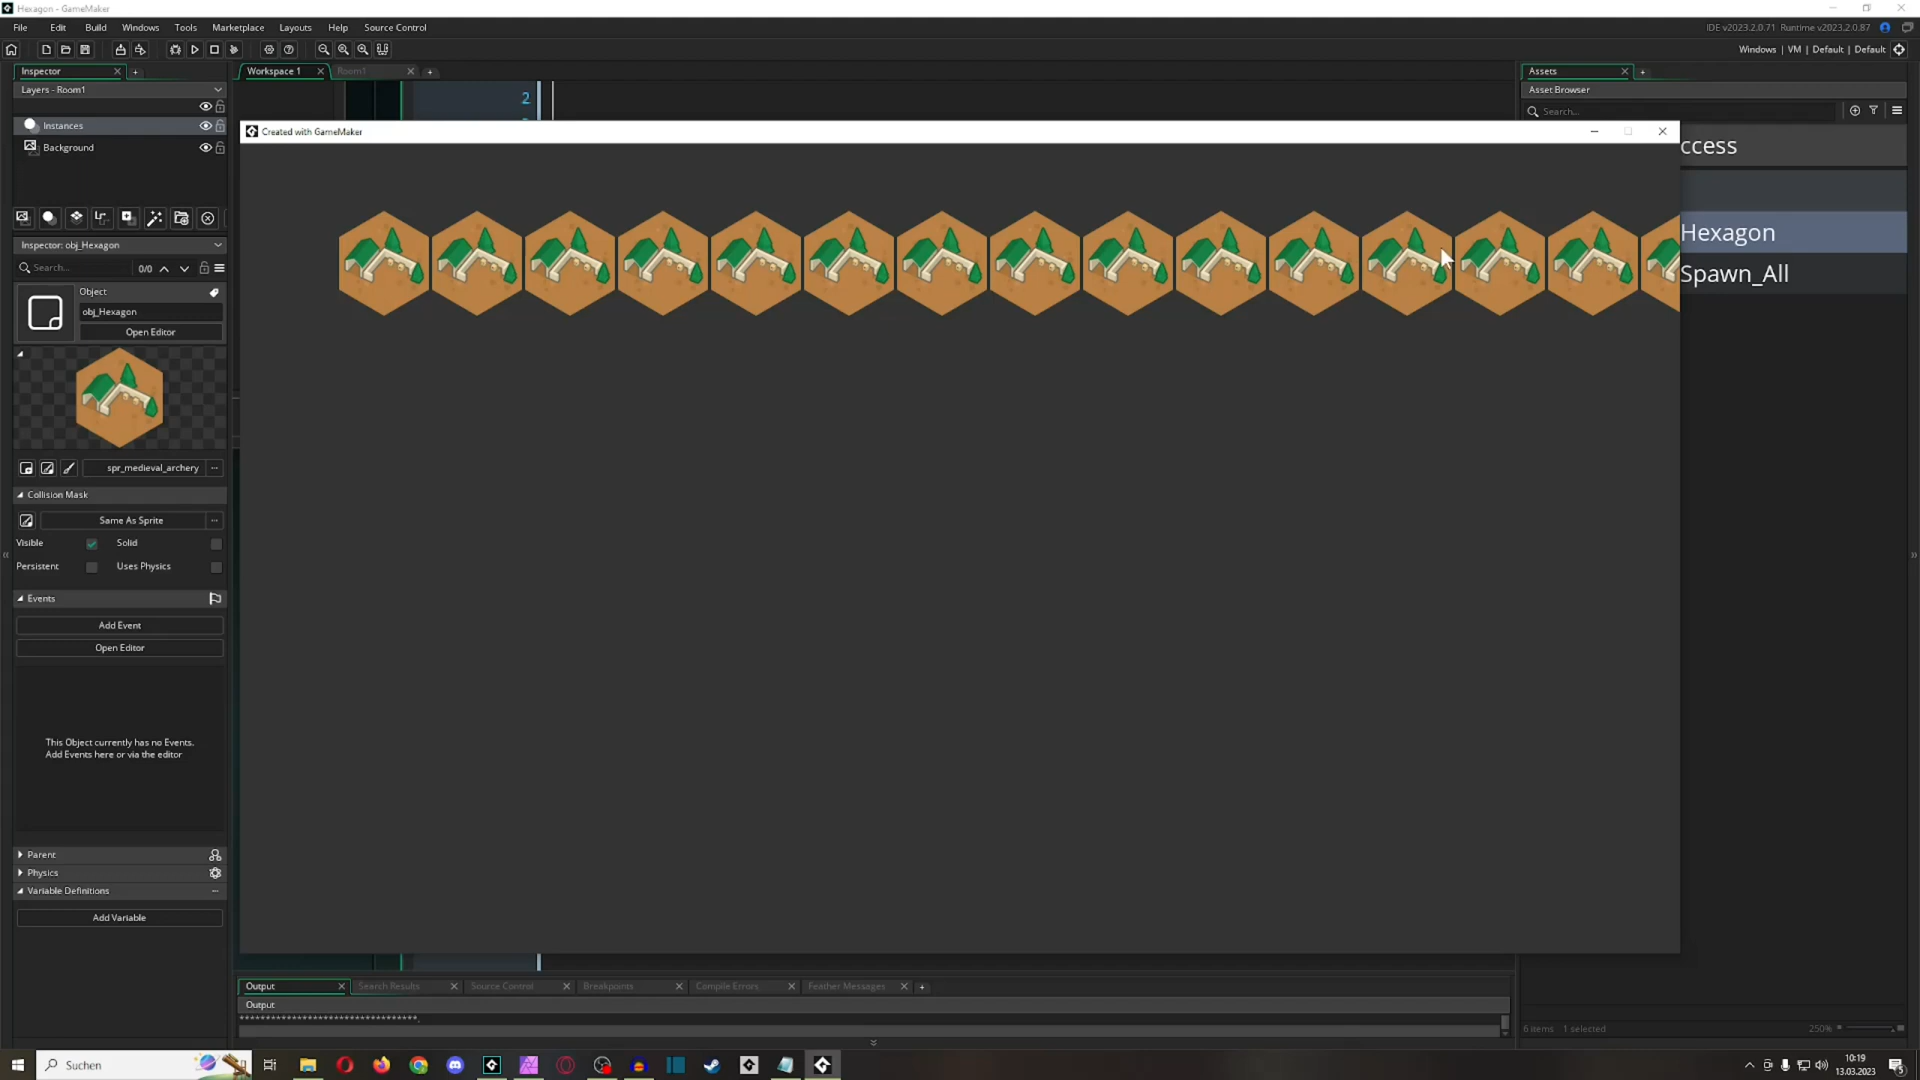 Hexagon - GameMaker
File Edit Build Windows Tools Marketplace Layouts Help Source Control
IDE v2023.2.0.71 Runtime v2023.2.0.87
Windows | VM | Default | Default
Inspector
Workspace 1
Room1
Assets
Layers - Room1
Asset Browser
2
Search...
Instances
Created with GameMaker
Background
ccess
Hexagon
Inspector: obj_Hexagon
Search...
0/0
Spawn_All
Object
obj_Hexagon
Open Editor
spr_medieval_archery
Collision Mask
Same As Sprite
Visible
Solid
Persistent
Uses Physics
Events
Add Event
Open Editor
This Object currently has no Events.
Add Events here or via the editor
Parent
Physics
Variable Definitions
Add Variable
Output Search Results Source Control Breakpoints Compile Errors Feather Messages
Output
***********************************.
6 items 1 selected
250%
Suchen
10:19
13.03.2023
5